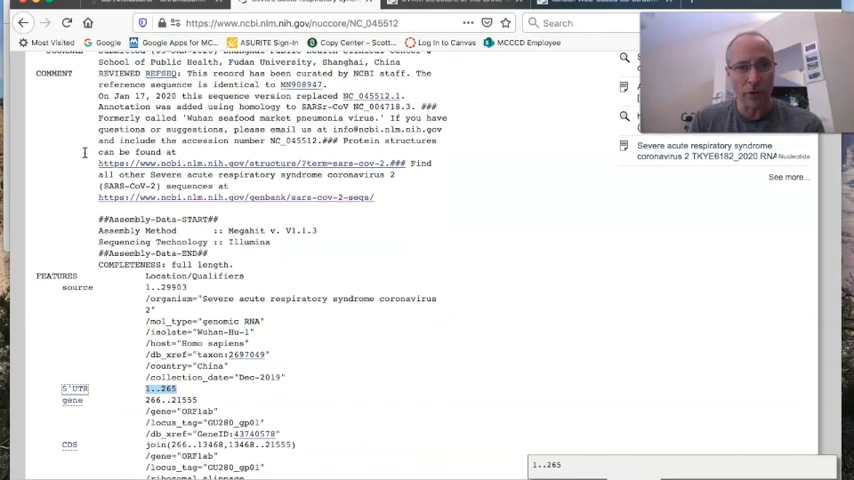 https://www.ncbi.nlm.nih.gov/nuccore/NC_045512
Search
Most Visited
Google
Google Apps for MC...
ASURITE Sign-In
Copy Center – Scott...
Log In to Canvas
MCCCD Employee
School of Public Health, Fudan University, Shanghai, China
COMMENT REVIEWED REFSEQ: This record has been curated by NCBI staff. The
reference sequence is identical to MN908947.
On Jan 17, 2020 this sequence version replaced NC_045512.1.
Annotation was added using homology to SARSr-CoV NC_004718.3. ###
Formerly called 'Wuhan seafood market pneumonia virus.' If you have
questions or suggestions, please email us at info@ncbi.nlm.nih.gov
and include the accession number NC_045512.### Protein structures
can be found at
https://www.ncbi.nlm.nih.gov/structure/?term=sars-cov-2.### Find
all other Severe acute respiratory syndrome coronavirus 2
(SARS-CoV-2) sequences at
https://www.ncbi.nlm.nih.gov/genbank/sars-cov-2-seqs/
##Assembly-Data-START##
Assembly Method :: Megahit v. V1.1.3
Sequencing Technology :: Illumina
##Assembly-Data-END##
COMPLETENESS: full length.
FEATURES Location/Qualifiers
source 1..29903
/organism="Severe acute respiratory syndrome coronavirus
2"
/mol_type="genomic RNA"
/isolate="Wuhan-Hu-1"
/host="Homo sapiens"
/db_xref="taxon:2697049"
/country="China"
/collection_date="Dec-2019"
5'UTR 1..265
gene 266..21555
/gene="ORF1ab"
/locus_tag="GU280_gp01"
/db_xref="GeneID:43740578"
CDS join(266..13468,13468..21555)
/gene="ORF1ab"
/locus_tag="GU280_gp01"
/ribosomal_slippage
Severe acute respiratory syndrome
coronavirus 2 TKYE6182_2020 RNA Nucleotide
See more...
1..265